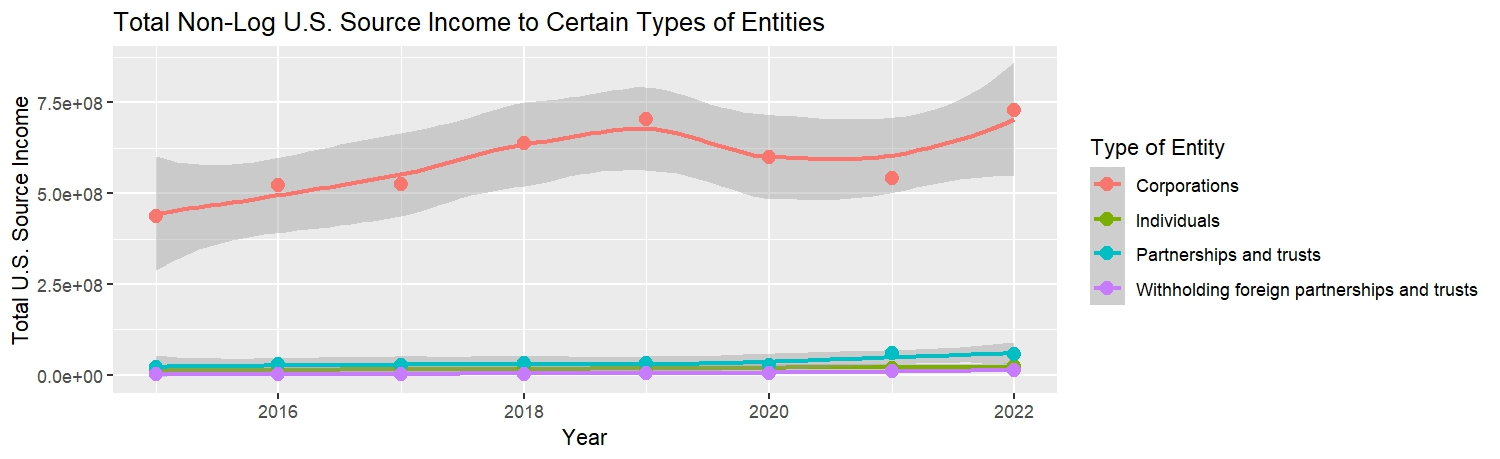 Total Non-Log U.S. Source Income to Certain Types of Entities
Total U.S. Source Income
7.5e+08
5.0e+08
2.5e+08
0.0e+00
2016
2018
2020
2022
Year
Type of Entity
Corporations
Individuals
Partnerships and trusts
Withholding foreign partnerships and trusts